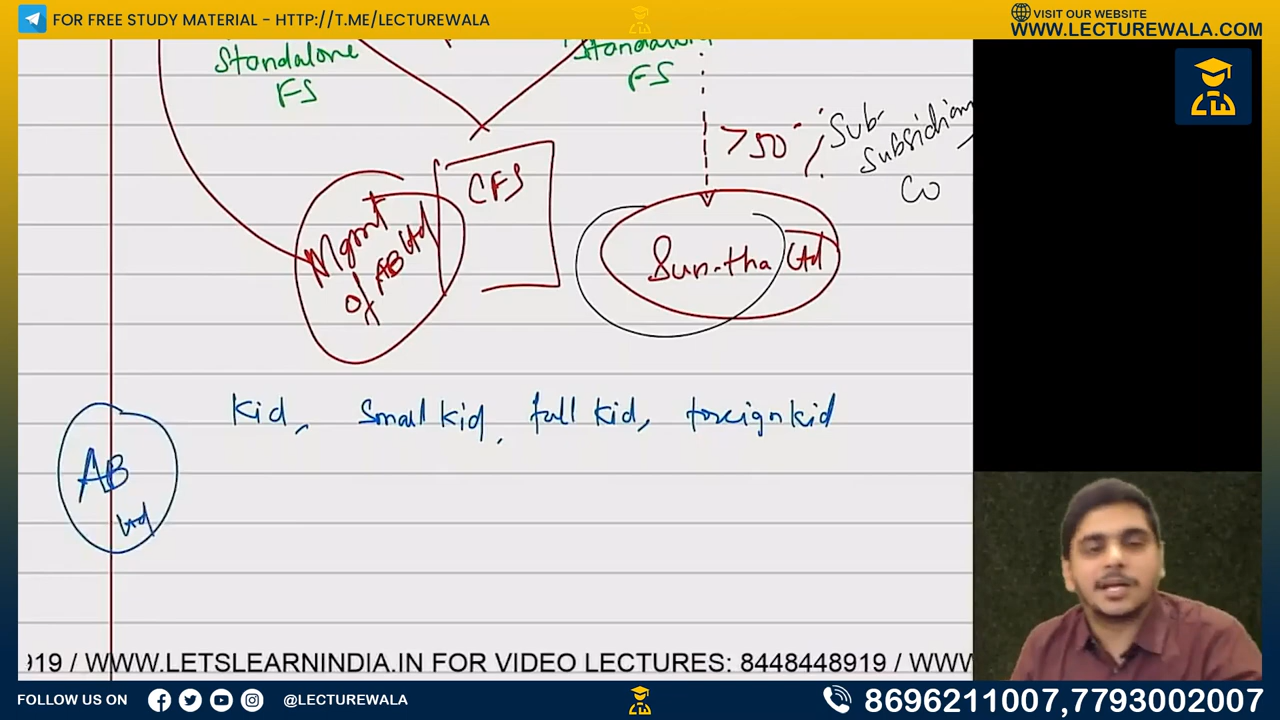 FOR FREE STUDY MATERIAL - HTTP://T.ME/LECTUREWALA
VISIT OUR WEBSITE
WWW.LECTUREWALA.COM
Standalone
FS
Standalone
FS
>50%
Sub-
Subsidiary
Co
CFS
Mgmt
of AB Ltd
Sun-tha Ltd
Kid, Small kid, fall kid, foreign kid
AB
Ltd
919 / WWW.LETSLEARNINDIA.IN FOR VIDEO LECTURES: 8448448919 / WWW
FOLLOW US ON
@LECTUREWALA
8696211007,7793002007